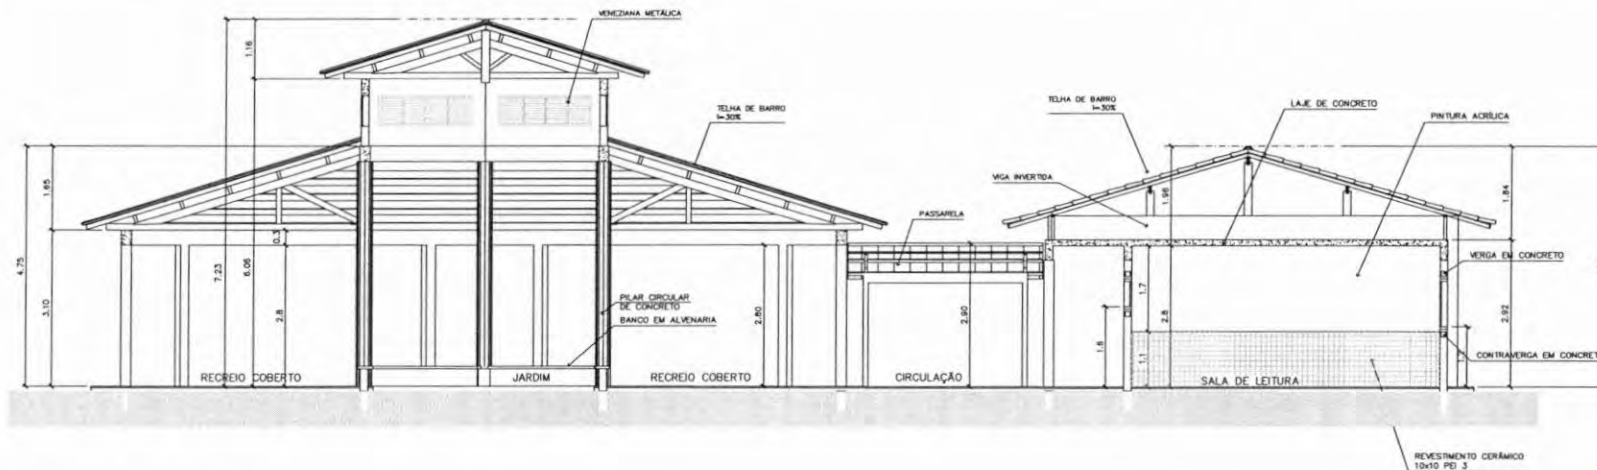 VENEZIANA METÁLICA
1.16
TELHA DE BARRO
i=30%
TELHA DE BARRO
i=30%
LAJE DE CONCRETO
PINTURA ACRÍLICA
1.65
VIGA INVERTIDA
1.98
1.84
PASSARELA
0.3
4.75
7.23
6.06
3.10
2.8
PILAR CIRCULAR
DE CONCRETO
BANCO EM ALVENARIA
2.80
2.90
1.7
2.8
VERGA EM CONCRETO
2.92
1.6
1.1
CONTRAVERGA EM CONCRET
RECREIO COBERTO
JARDIM
RECREIO COBERTO
CIRCULAÇÃO
SALA DE LEITURA
REVESTIMENTO CERÂMICO
10x10 PEI 3